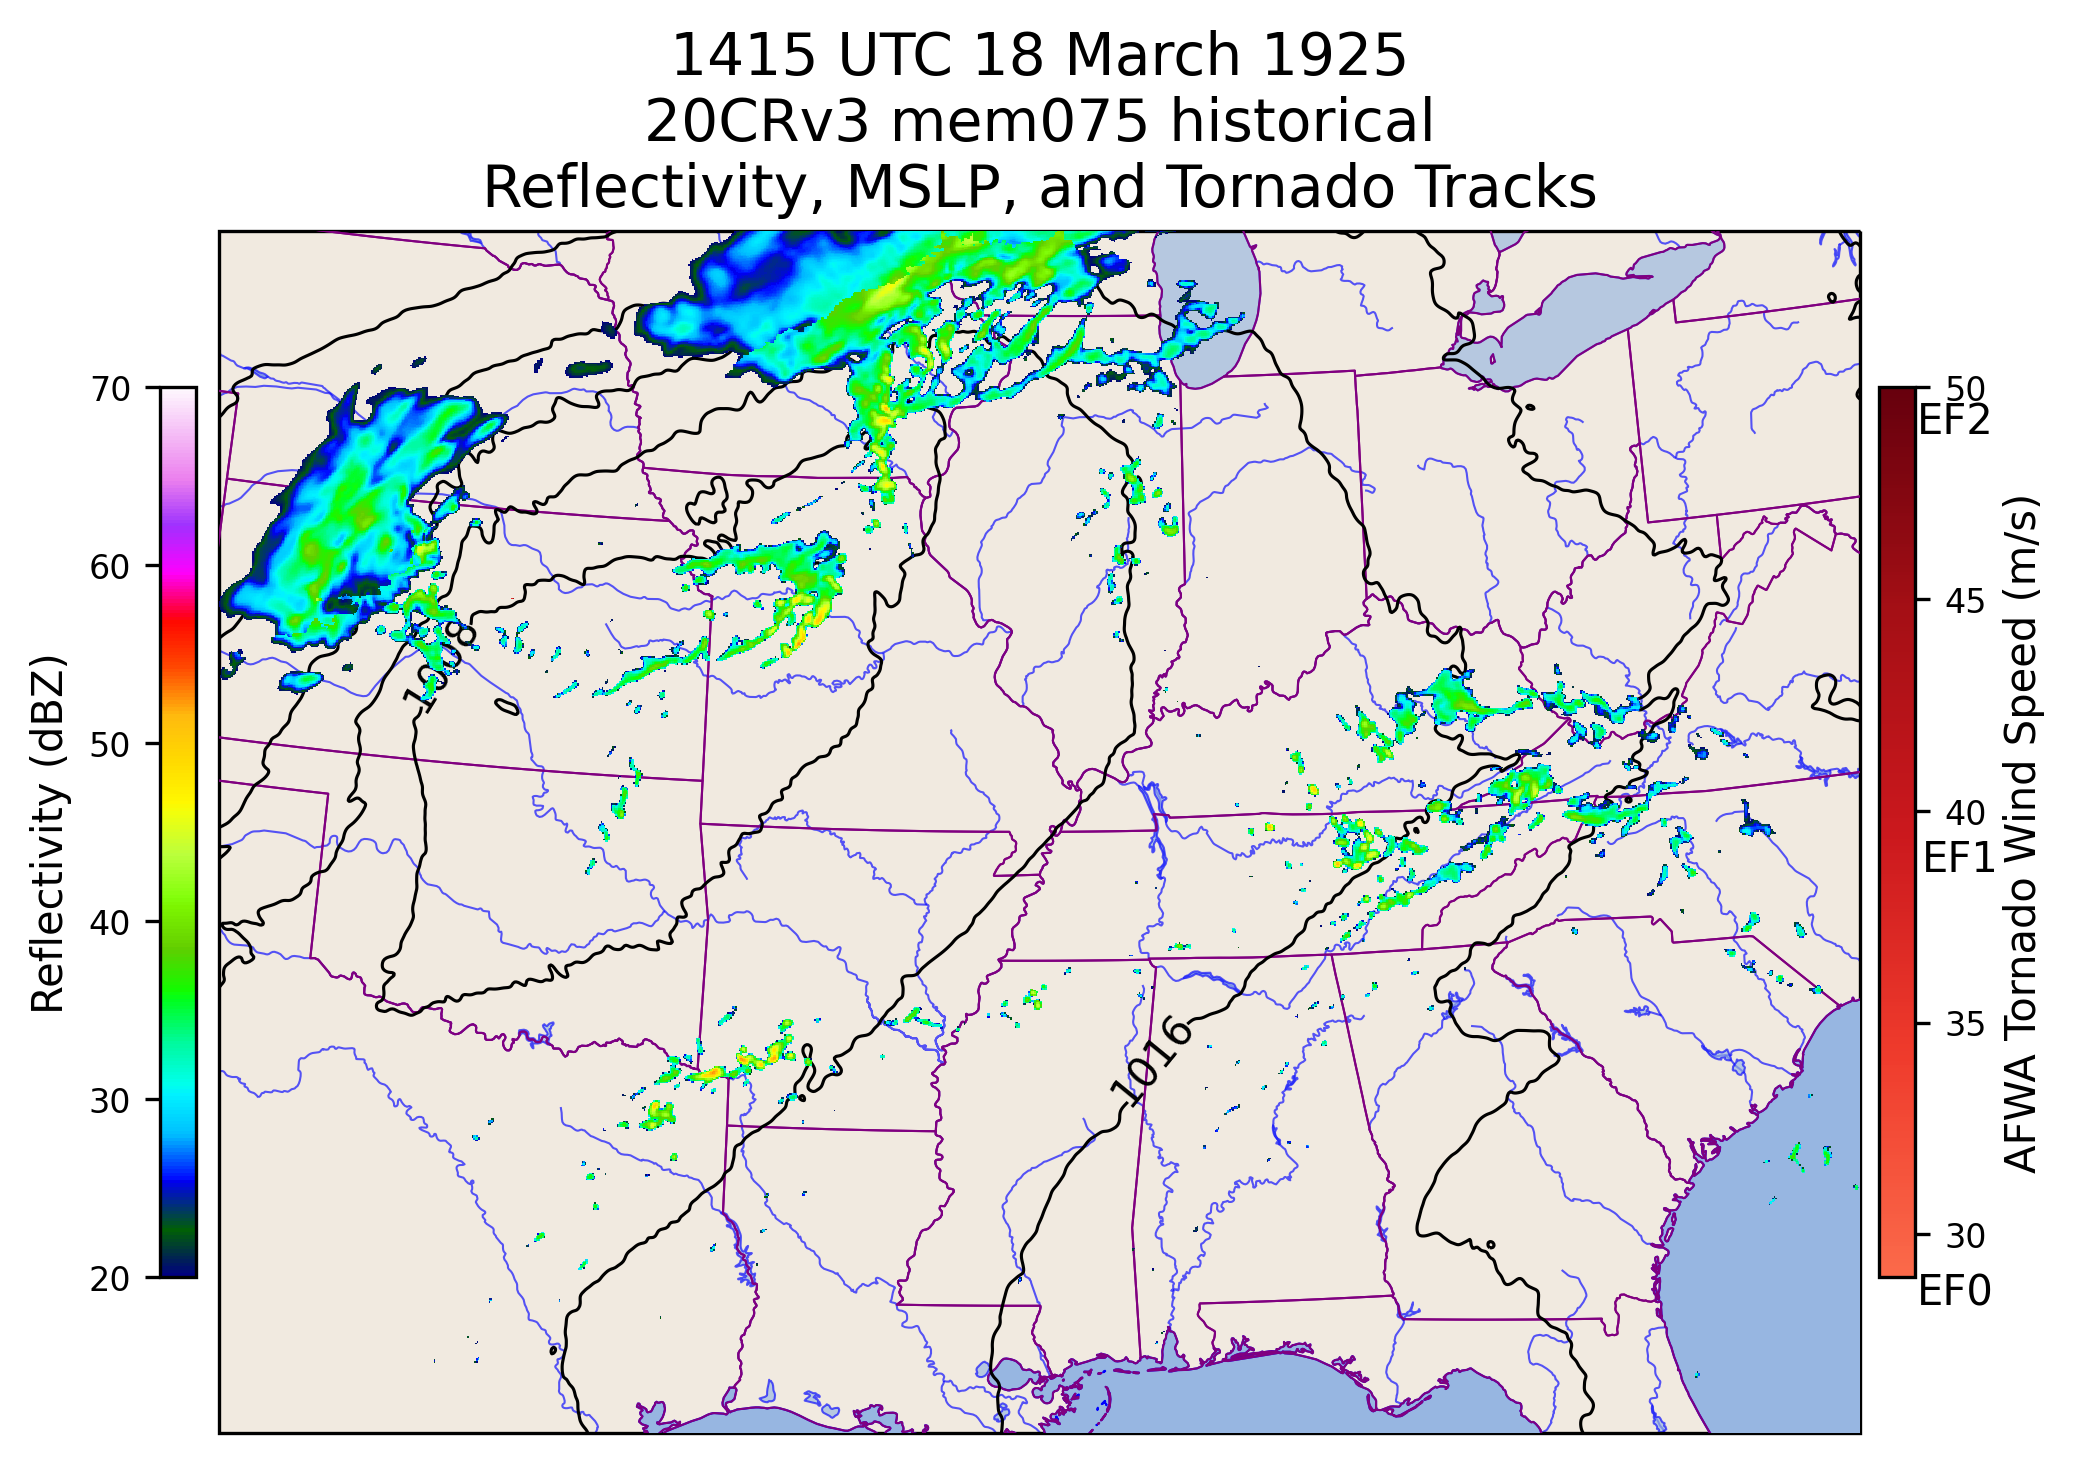 1415 UTC 18 March 1925
20CRv3 mem075 historical
Reflectivity, MSLP, and Tornado Tracks
70
60
50
40
30
20
Reflectivity (dBZ)
1016
50
EF2
45
40
EF1
35
30
EF0
AFWA Tornado Wind Speed (m/s)